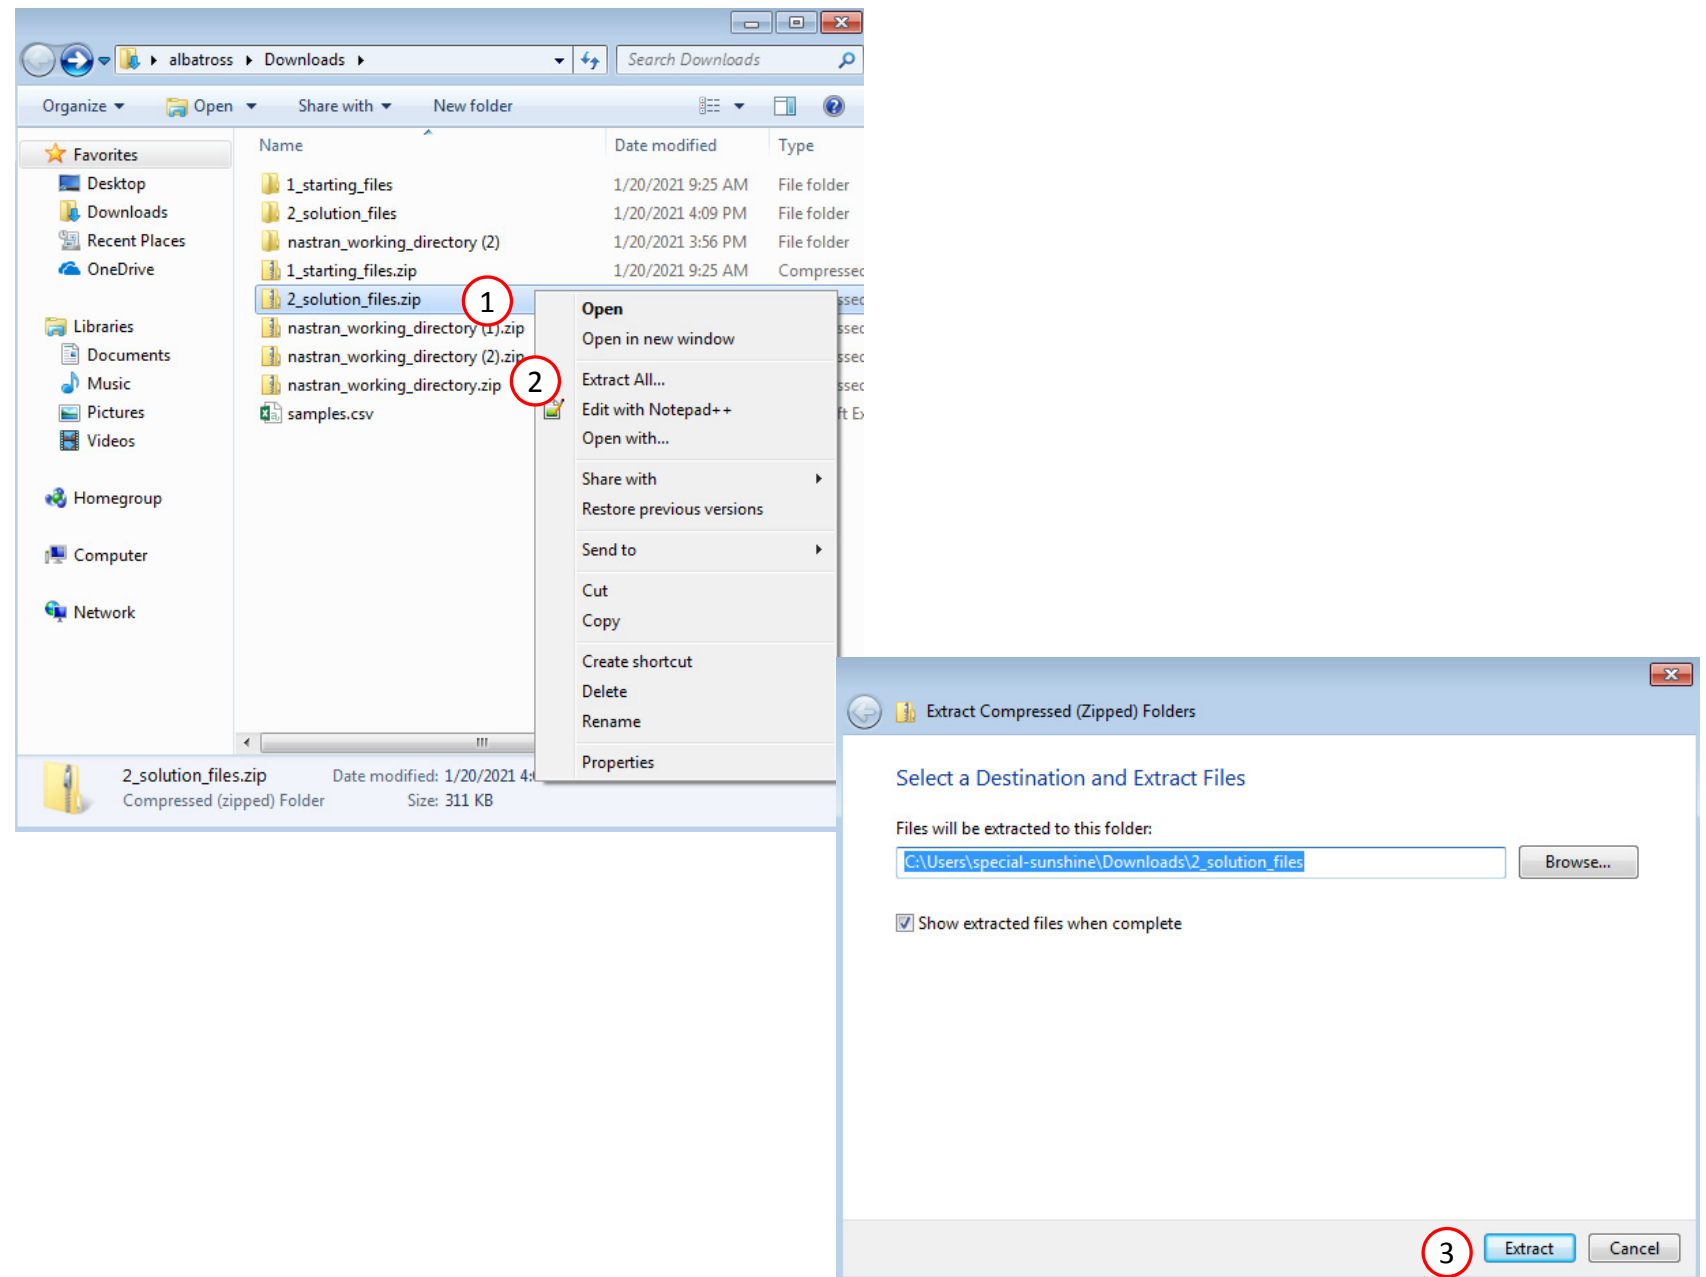 albatross Downloads
Search Downloads
Organize Open Share with New folder
Name Date modified Type
Favorites
Desktop
Downloads
Recent Places
OneDrive
Libraries
Documents
Music
Pictures
Videos
Homegroup
Computer
Network
1_starting_files 1/20/2021 9:25 AM File folder
2_solution_files 1/20/2021 4:09 PM File folder
nastran_working_directory (2) 1/20/2021 3:56 PM File folder
1_starting_files.zip 1/20/2021 9:25 AM Compressed
2_solution_files.zip
nastran_working_directory (1).zip
nastran_working_directory (2).zip
nastran_working_directory.zip
samples.csv
1
2
Open
Open in new window
Extract All...
Edit with Notepad++
Open with...
Share with
Restore previous versions
Send to
Cut
Copy
Create shortcut
Delete
Rename
Properties
2_solution_files.zip Date modified: 1/20/2021
Compressed (zipped) Folder Size: 311 KB
Extract Compressed (Zipped) Folders
Select a Destination and Extract Files
Files will be extracted to this folder:
C:\Users\special-sunshine\Downloads\2_solution_files
Browse...
Show extracted files when complete
3
Extract Cancel